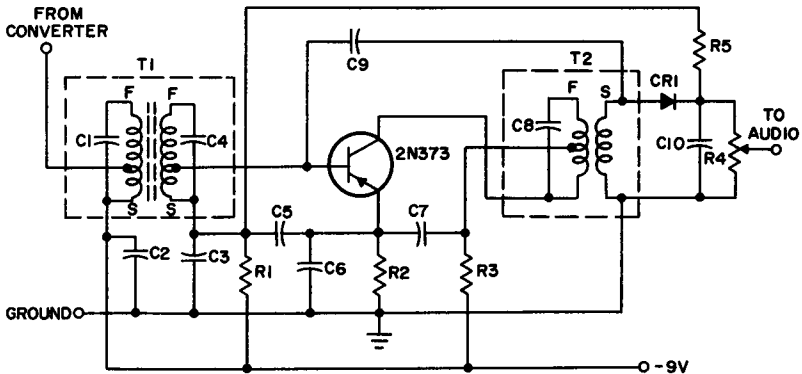 FROM
CONVERTER
T1
F
F
C1
C4
S
S
C9
2N373
T2
F
S
C8
CR1
R5
C10
R4
TO
AUDIO
C5
C7
C2
C3
R1
C6
R2
R3
GROUND
-9V